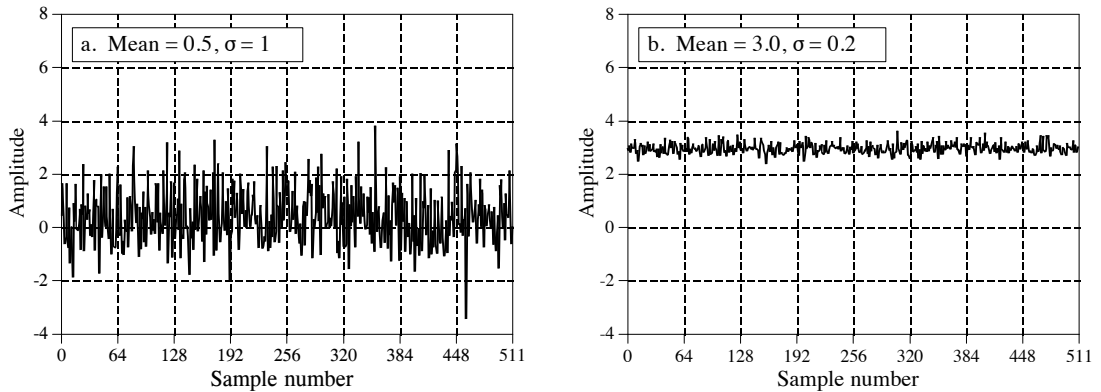 a. Mean = 0.5, σ = 1
Amplitude
8
6
4
2
0
-2
-4
0 64 128 192 256 320 384 448 511
Sample number
b. Mean = 3.0, σ = 0.2
Amplitude
8
6
4
2
0
-2
-4
0 64 128 192 256 320 384 448 511
Sample number